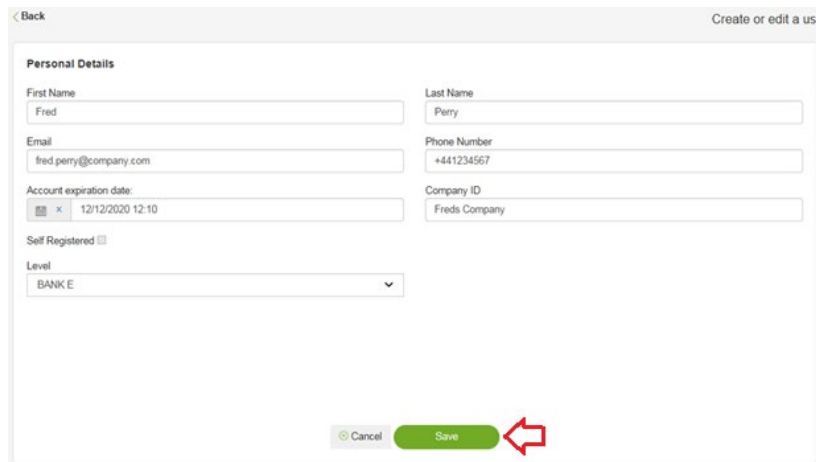 Back
Create or edit a us
Personal Details
First Name
Last Name
Fred
Perry
Email
Phone Number
fred.perry@company.com
+441234567
Account expiration date:
Company ID
× 12/12/2020 12:10
Freds Company
Self Registered
Level
BANK E
Cancel
Save